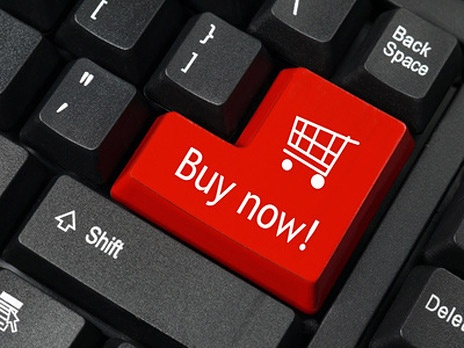 }
]
Back
Space
"
,
Buy now!
Shift